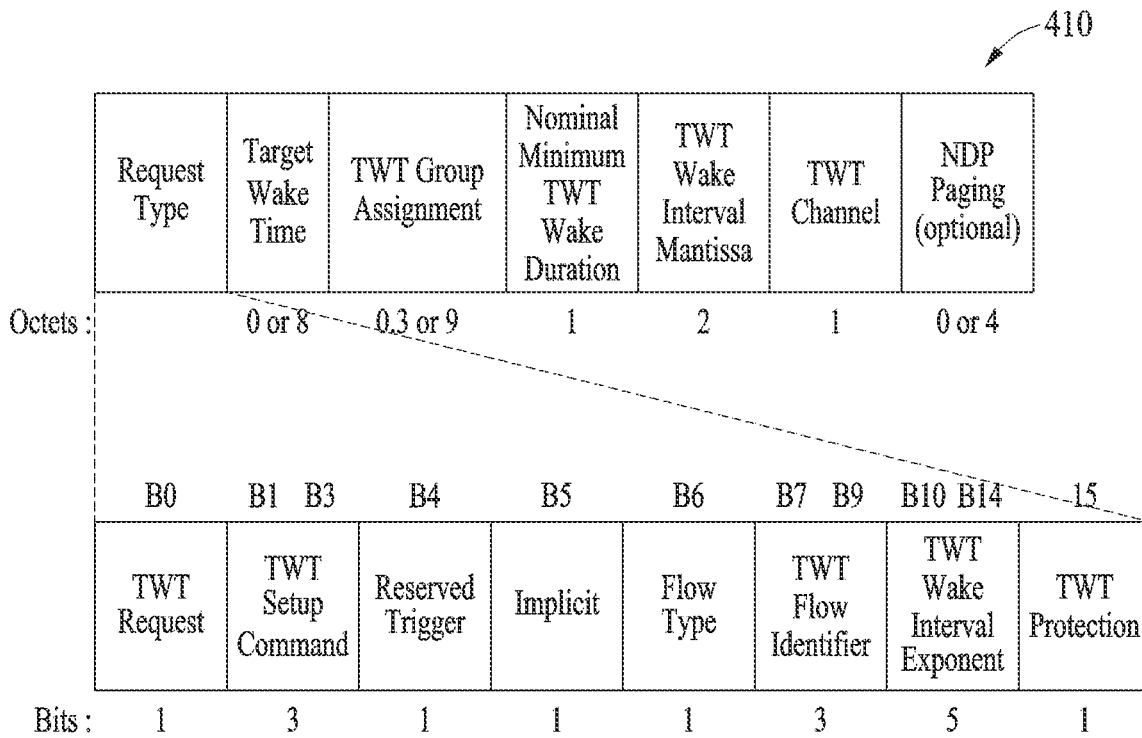 410
Request Type
Target Wake Time
TWT Group Assignment
Nominal Minimum TWT Wake Duration
TWT Wake Interval Mantissa
TWT Channel
NDP Paging (optional)
Octets : 0 or 8 0.3 or 9 1 2 1 0 or 4
B0 B1 B3 B4 B5 B6 B7 B9 B10 B14 15
TWT Request
TWT Setup Command
Reserved Trigger
Implicit
Flow Type
TWT Flow Identifier
TWT Wake Interval Exponent
TWT Protection
Bits : 1 3 1 1 1 3 5 1